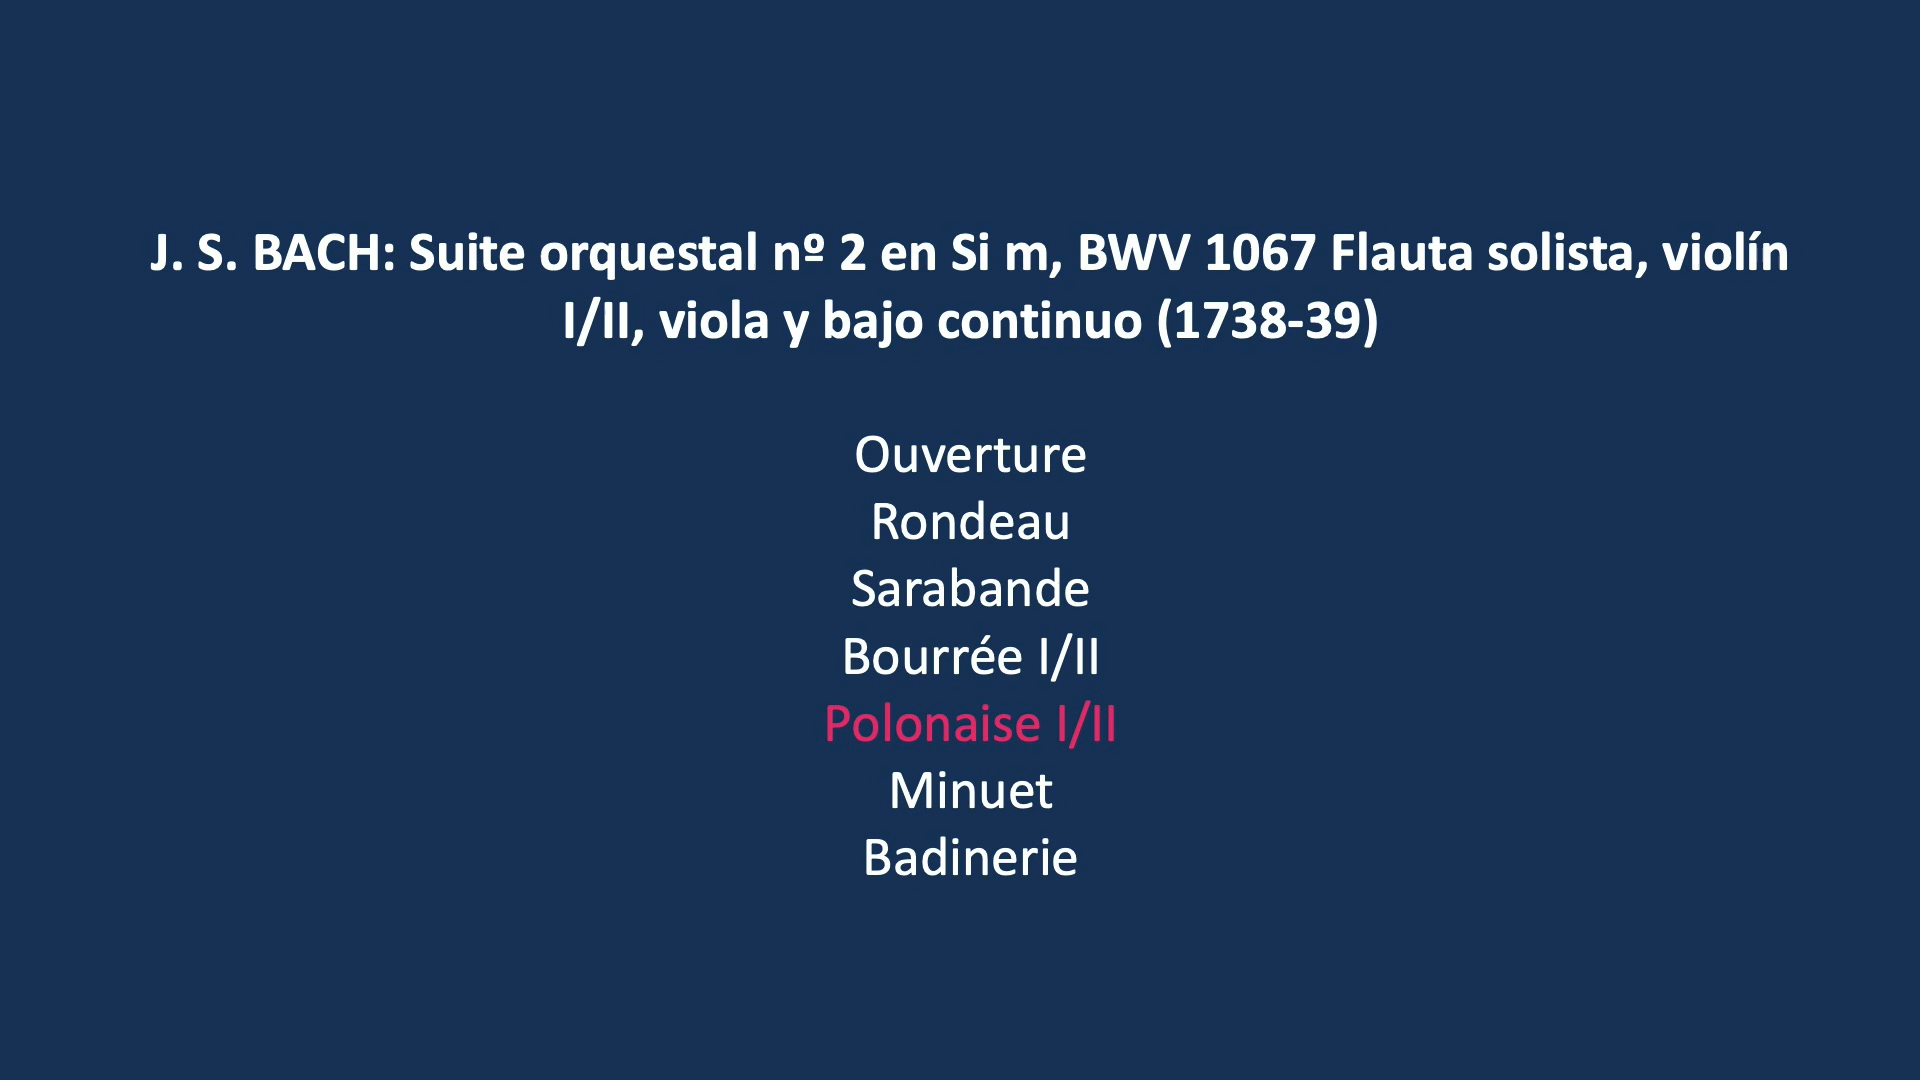 J. S. BACH: Suite orquestal nº 2 en Si m, BWV 1067 Flauta solista, violín
I/II, viola y bajo continuo (1738-39)
Ouverture
Rondeau
Sarabande
Bourrée I/II
Polonaise I/II
Minuet
Badinerie